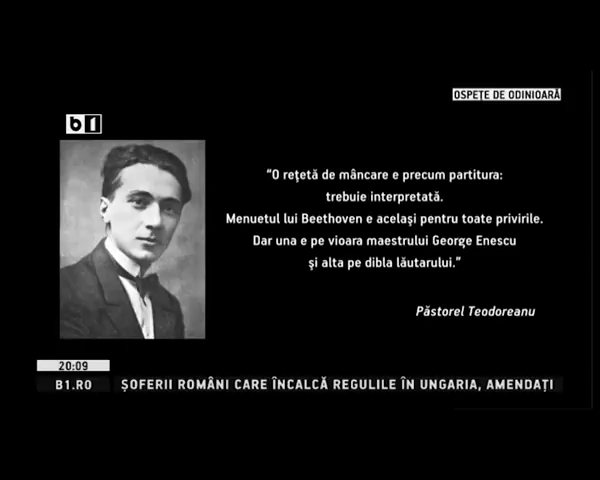 OSPEȚE DE ODINIOARĂ
b1
“O rețetă de mâncare e precum partitura:
trebuie interpretată.
Menuetul lui Beethoven e același pentru toate privirile.
Dar una e pe vioara maestrului George Enescu
și alta pe dibla lăutarului.”
Păstorel Teodoreanu
20:09
B1.RO ȘOFERII ROMÂNI CARE ÎNCALCĂ REGULILE ÎN UNGARIA, AMENDAȚI